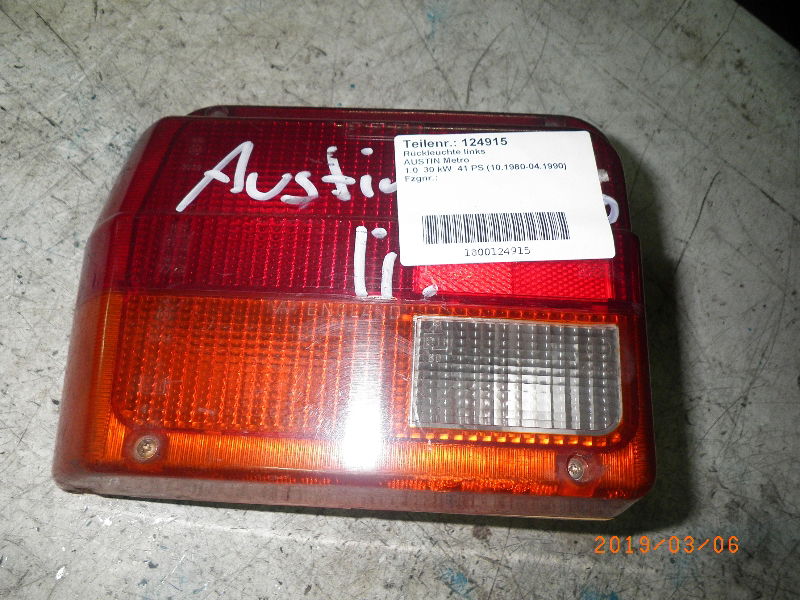 Teilenr.: 124915
Rückleuchte links
AUSTIN Metro
1.0 30 kW 41 PS (10.1980-04.1990)
Fzgnr.:
1800124915
Austin
li.
2019/03/06